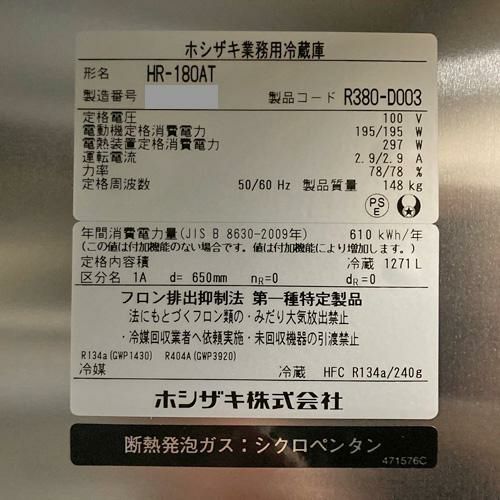 ホシザキ業務用冷蔵庫
形名 HR-180AT
製造番号 製品コード R380-D003
定格電圧 100 V
電動機定格消費電力 195/195 W
電熱装置定格消費電力 297 W
運転電流 2.9/2.9 A
力率 78/78 %
定格周波数 50/60 Hz 製品質量 148 kg
PS
E
年間消費電力量(JIS B 8630-2009年) 610 kWh/年
(この値は付加機能のない場合です。値は付加機能により増加します。)
定格内容積 冷蔵 1271 L
区分名 1A d= 650mm nR=0 dR=0
フロン排出抑制法 第一種特定製品
法にもとづくフロン類の・みだり大気放出禁止
・冷媒回収業者へ依頼実施・未回収機器の引渡禁止
R134a(GWP1430) R404A(GWP3920)
冷媒 冷蔵 HFC R134a/240g
ホシザキ株式会社
断熱発泡ガス：シクロペンタン
471576C